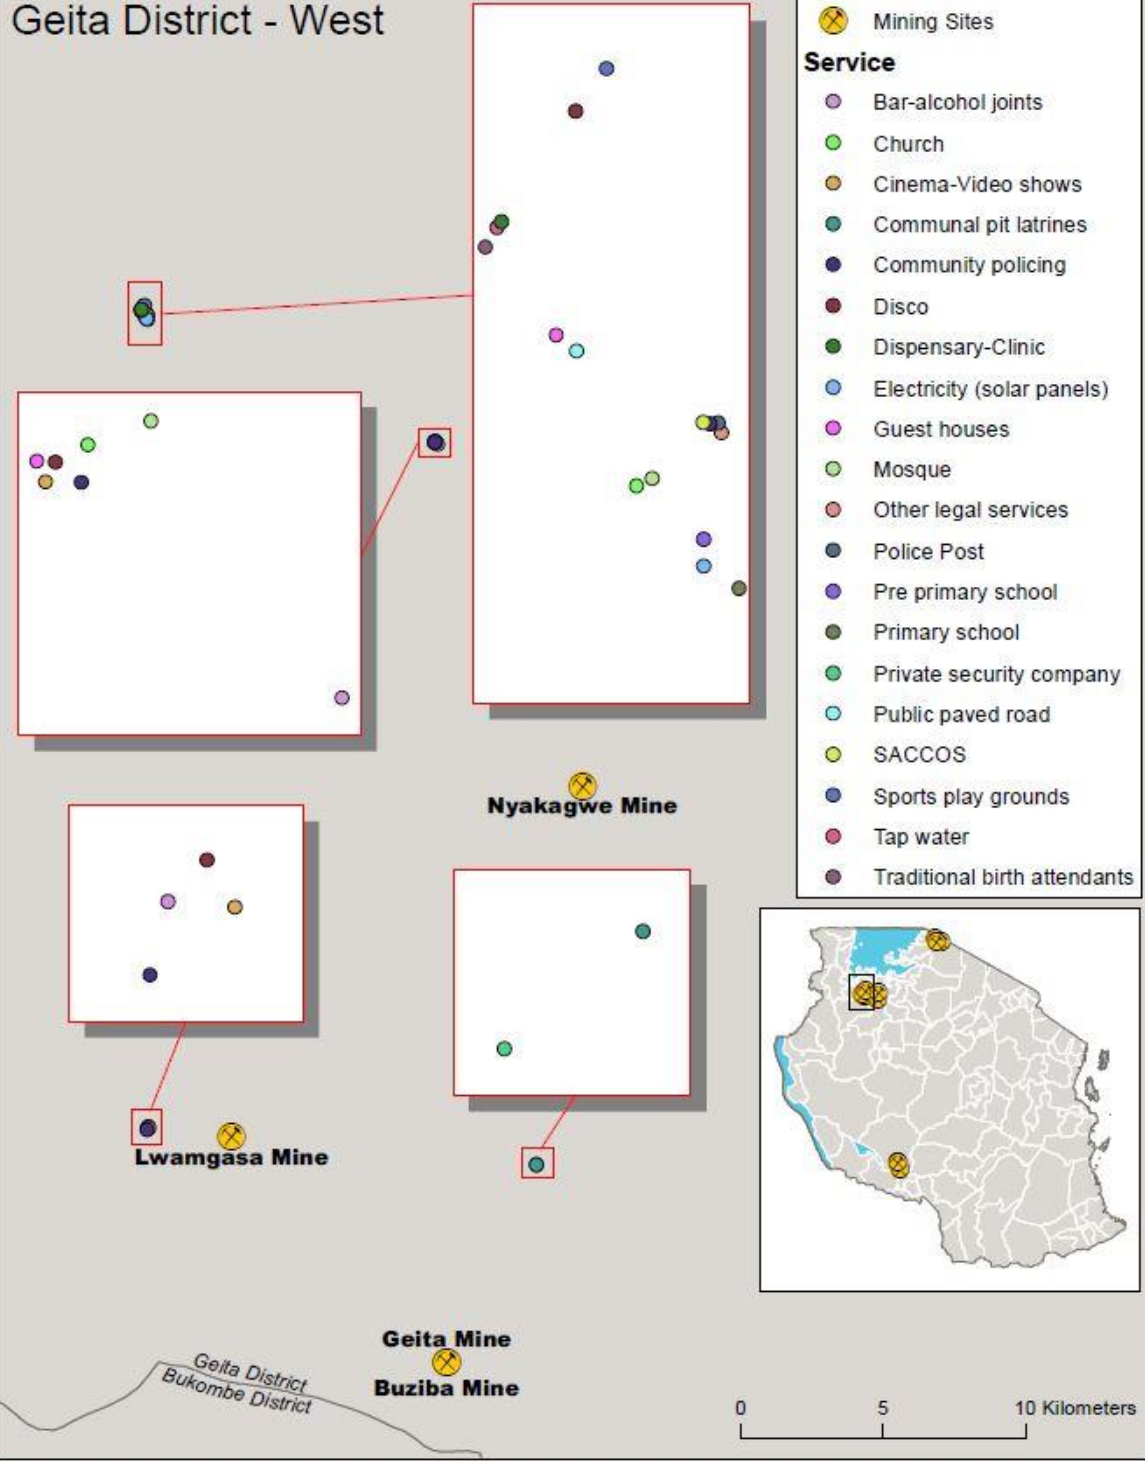 Geita District - West
Mining Sites
Service
Bar-alcohol joints
Church
Cinema-Video shows
Communal pit latrines
Community policing
Disco
Dispensary-Clinic
Electricity (solar panels)
Guest houses
Mosque
Other legal services
Police Post
Pre primary school
Primary school
Private security company
Public paved road
SACCOS
Sports play grounds
Tap water
Traditional birth attendants
Nyakagwe Mine
Lwamgasa Mine
Geita Mine
Buziba Mine
Geita District
Bukombe District
0 5 10 Kilometers